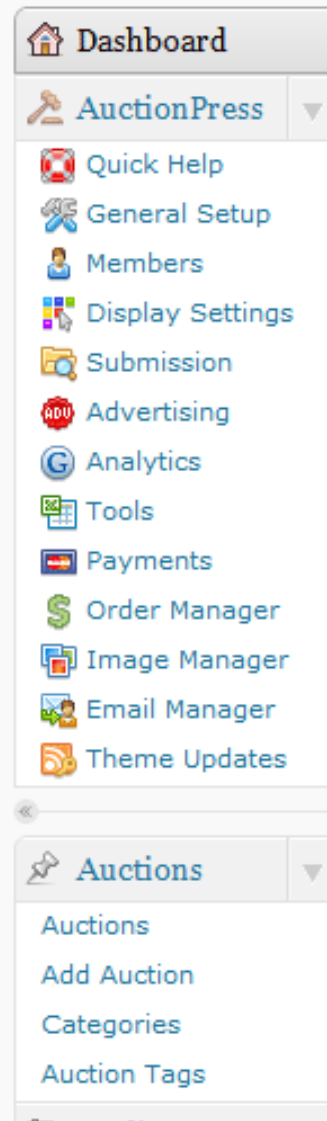 Dashboard
AuctionPress
Quick Help
General Setup
Members
Display Settings
Submission
ADV
Advertising
G
Analytics
Tools
Payments
$
Order Manager
Image Manager
Email Manager
Theme Updates
Auctions
Auctions
Add Auction
Categories
Auction Tags